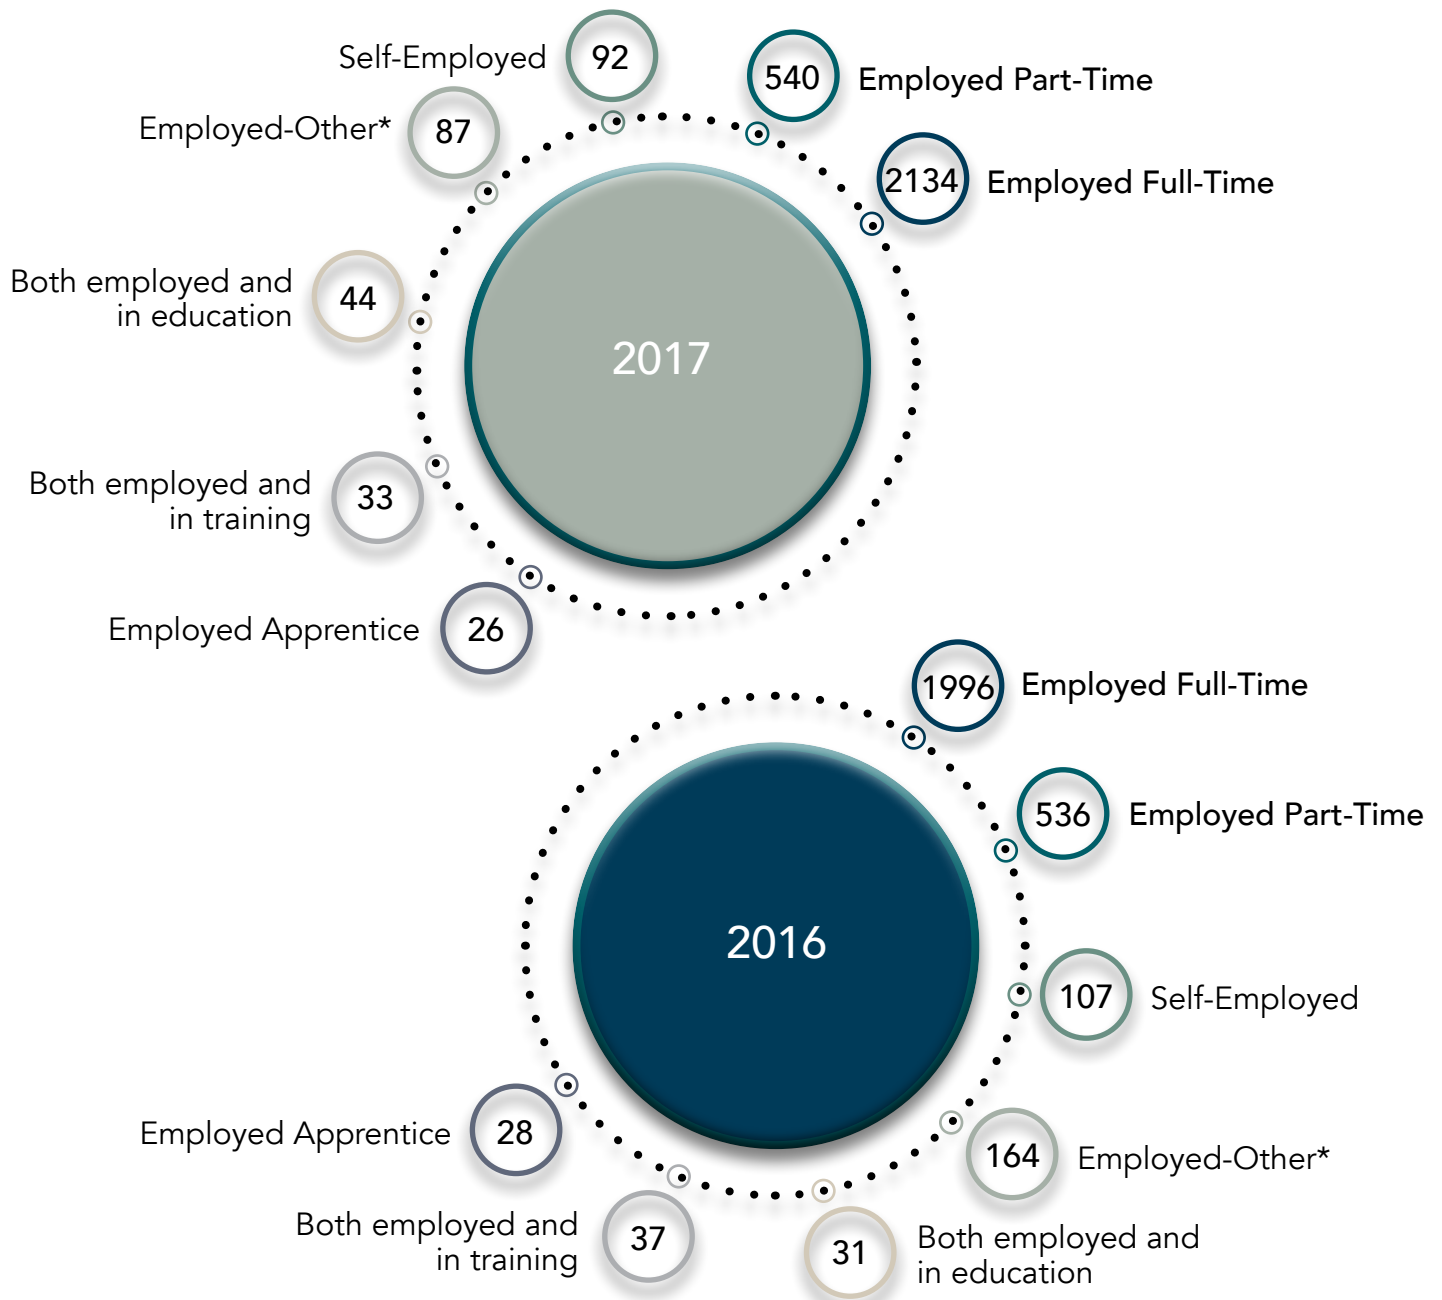 Self-Employed
92
540
Employed Part-Time
Employed-Other*
87
2134
Employed Full-Time
Both employed and
in education
44
2017
Both employed and
in training
33
Employed Apprentice
26
1996
Employed Full-Time
536
Employed Part-Time
2016
107
Self-Employed
Employed Apprentice
28
164
Employed-Other*
Both employed and
in training
37
31
Both employed and
in education